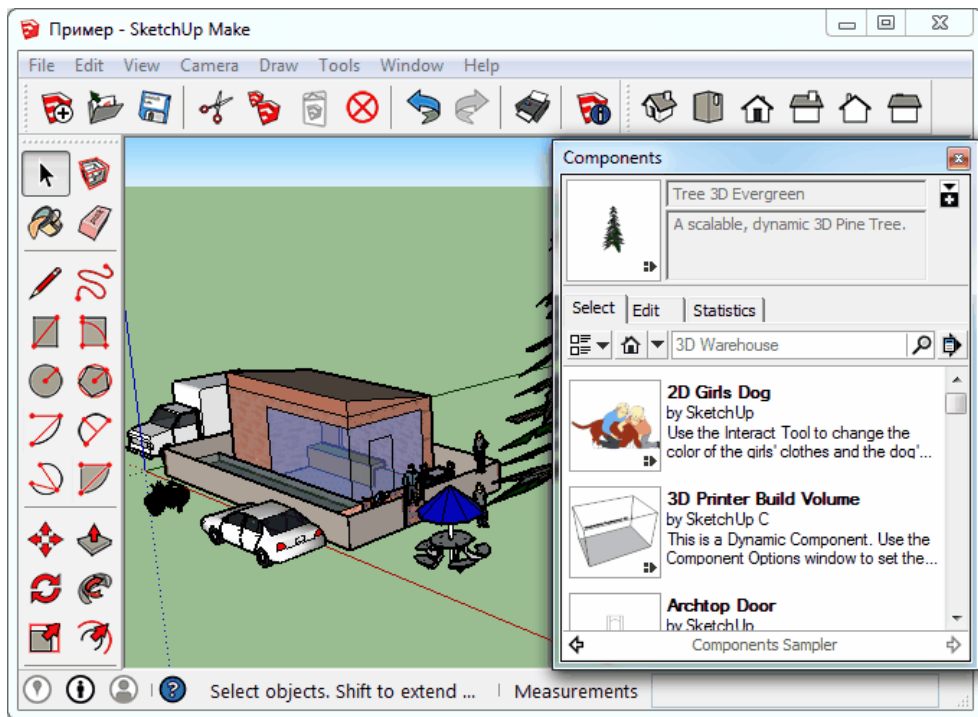 Пример - SketchUp Make
File Edit View Camera Draw Tools Window Help
Components
Tree 3D Evergreen
A scalable, dynamic 3D Pine Tree.
Select Edit Statistics
3D Warehouse
2D Girls Dog
by SketchUp
Use the Interact Tool to change the
color of the girls' clothes and the dog'...
3D Printer Build Volume
by SketchUp C
This is a Dynamic Component. Use the
Component Options window to set the...
Archtop Door
by SketchUp
Components Sampler
Select objects. Shift to extend ... Measurements